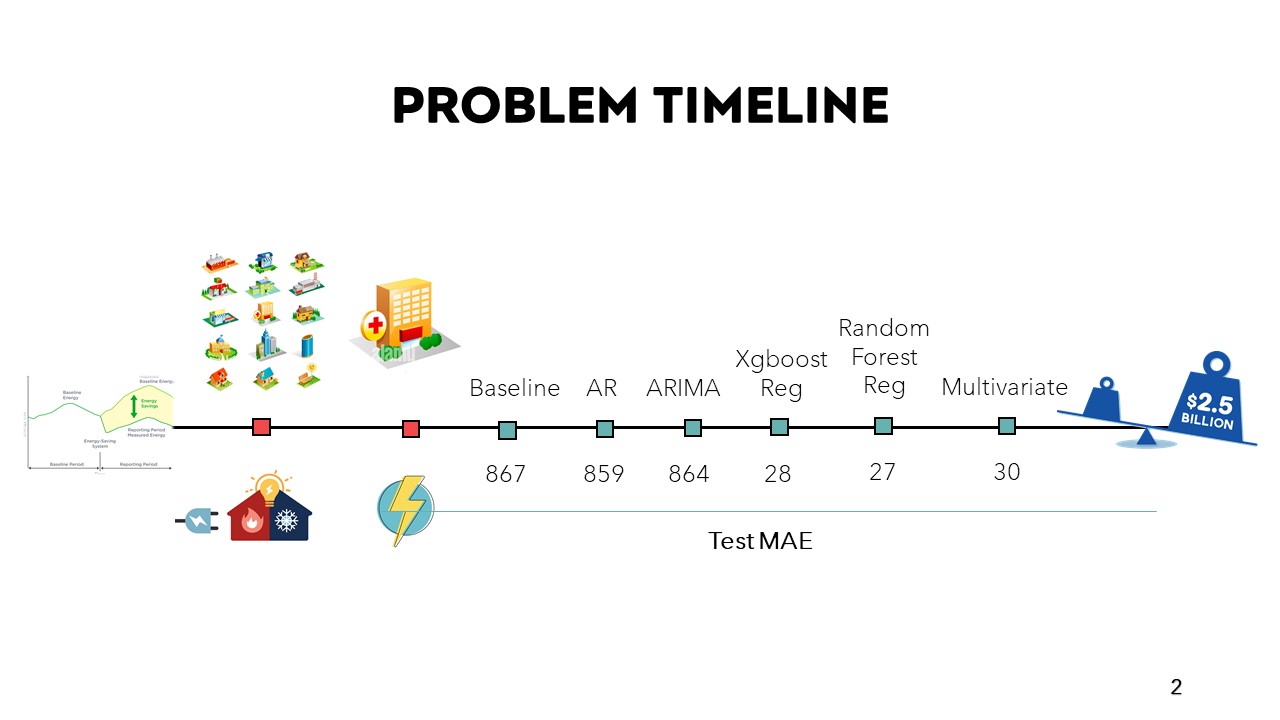 PROBLEM TIMELINE
Baseline
Energy
Baseline Energy
Energy
Savings
Reporting Period
Measured Energy
Energy-Saving
System
Baseline Period
Reporting Period
alamy
Baseline
AR
ARIMA
Xgboost
Reg
Random
Forest
Reg
Multivariate
$2.5
BILLION
867
859
864
28
27
30
Test MAE
2